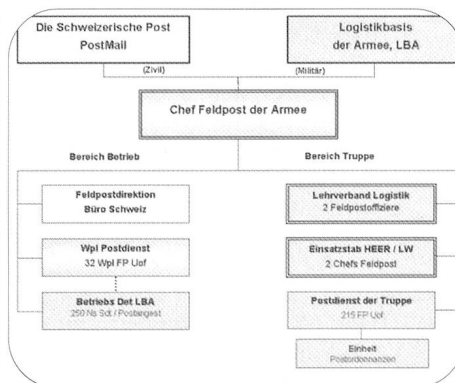 Die Schweizerische Post
PostMail
Logistikbasis
der Armee, LBA
(Zivil)
(Militär)
Chef Feldpost der Armee
Bereich Betrieb
Bereich Truppe
Feldpostdirektion
Büro Schweiz
Lehrverband Logistik
2 Feldpostoffiziere
Wpl Postdienst
32 Wpl FP Uof
Einsatzstab HEER / LW
2 Chefs Feldpost
Betriebs Det LBA
250 Ns Sdt / Postangest
Postdienst der Truppe
215 FP Uof
Einheit
Postordonnanzen